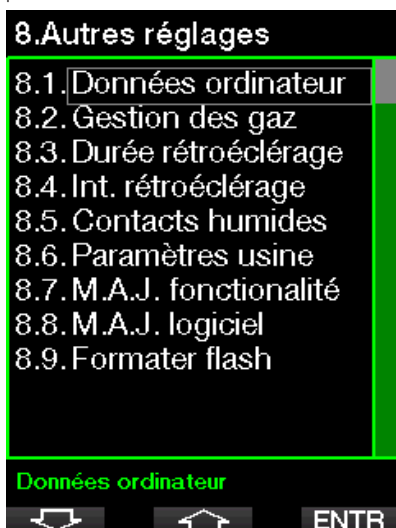 8.Autres réglages
8.1. Données ordinateur
8.2. Gestion des gaz
8.3. Durée rétroéclérage
8.4. Int. rétroéclérage
8.5. Contacts humides
8.6. Paramètres usine
8.7. M.A.J. fonctionalité
8.8. M.A.J. logiciel
8.9. Formater flash
Données ordinateur
ENTR